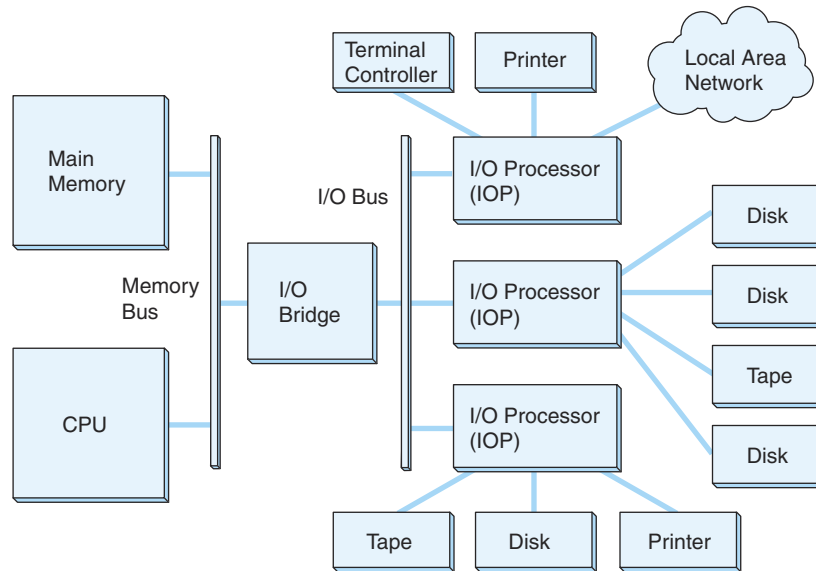 Terminal
Controller
Printer
Local Area
Network
Main
Memory
I/O Bus
I/O Processor
(IOP)
Disk
Memory
Bus
I/O
Bridge
I/O Processor
(IOP)
Disk
Tape
CPU
I/O Processor
(IOP)
Disk
Tape
Disk
Printer